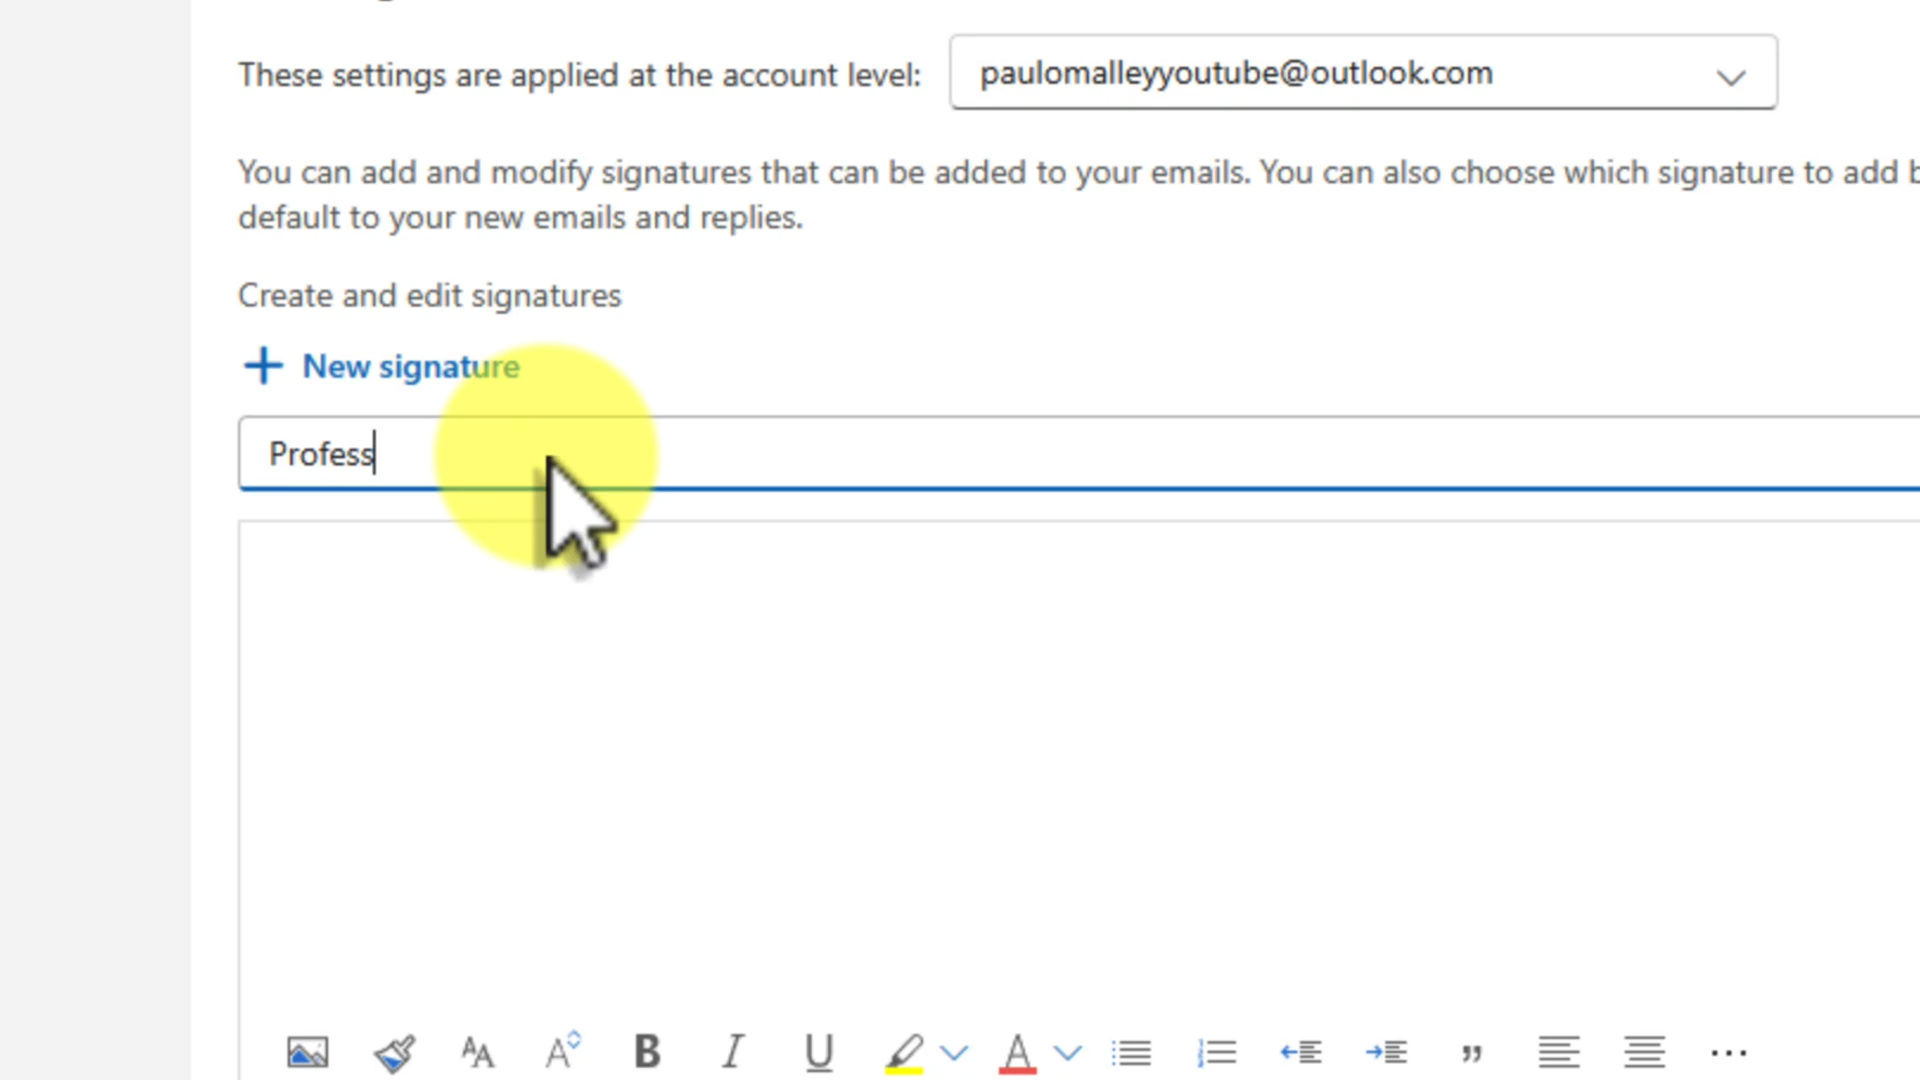 These settings are applied at the account level:
paulomalleyyoutube@outlook.com
You can add and modify signatures that can be added to your emails. You can also choose which signature to add
default to your new emails and replies.
Create and edit signatures
New signature
Profess